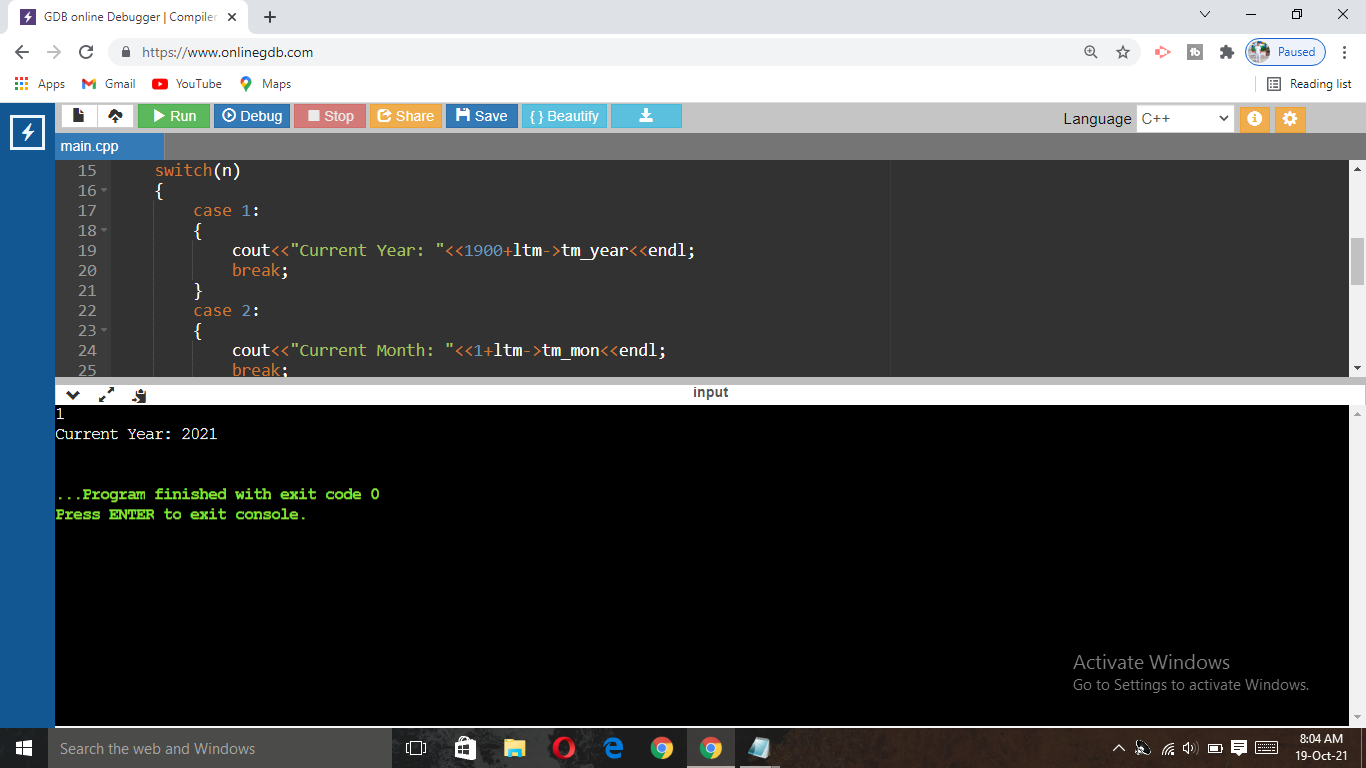 GDB online Debugger | Compiler
https://www.onlinegdb.com
Paused
Apps Gmail YouTube Maps Reading list
Run Debug Stop Share Save { } Beautify Language C++
main.cpp
15 switch(n)
16 {
17 case 1:
18 {
19 cout<<"Current Year: "<<1900+ltm->tm_year<<endl;
20 break;
21 }
22 case 2:
23 {
24 cout<<"Current Month: "<<1+ltm->tm_mon<<endl;
25 break;
input
1
Current Year: 2021
...Program finished with exit code 0
Press ENTER to exit console.
Activate Windows
Go to Settings to activate Windows.
Search the web and Windows
8:04 AM
19-Oct-21